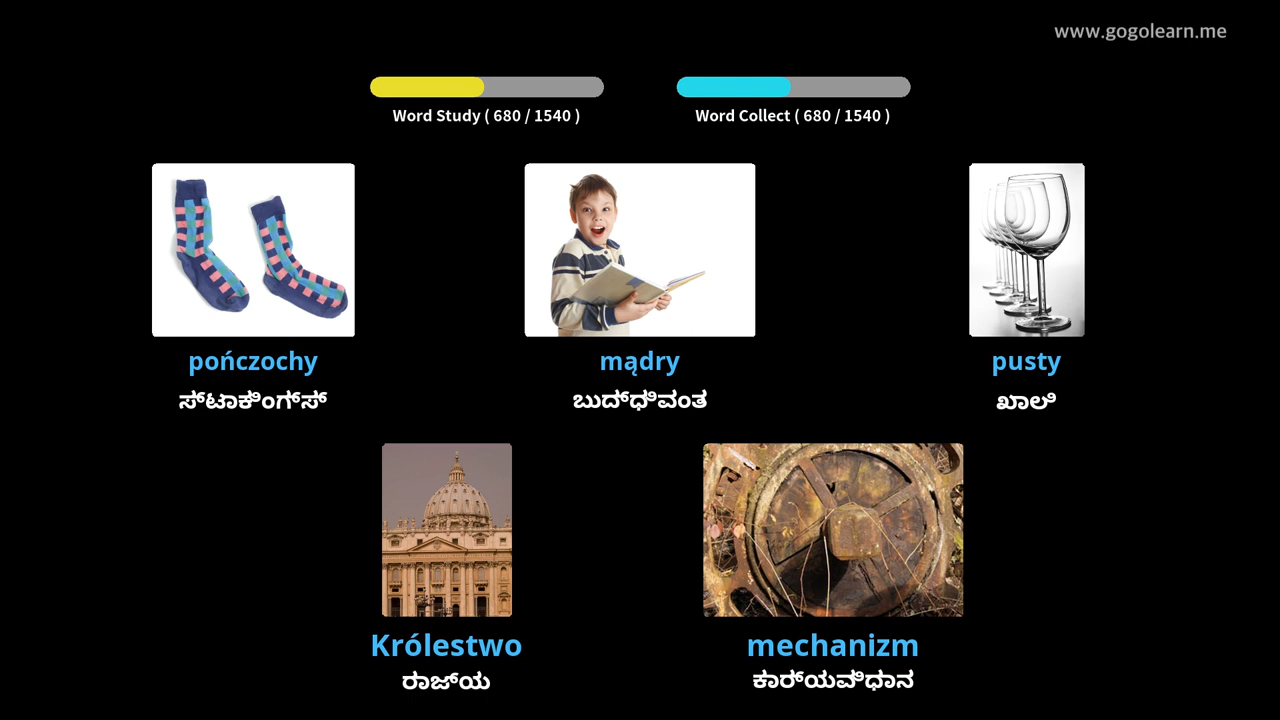 www.gogolearn.me
Word Study ( 680 / 1540 )
Word Collect ( 680 / 1540 )
pończochy
mądry
pusty
ಸ್ಟಾಕಿಂಗ್ಸ್
ಬುದ್ಧಿವಂತ
ಖಾಲಿ
Królestwo
mechanizm
ರಾಜ್ಯ
ಕಾರ್ಯವಿಧಾನ